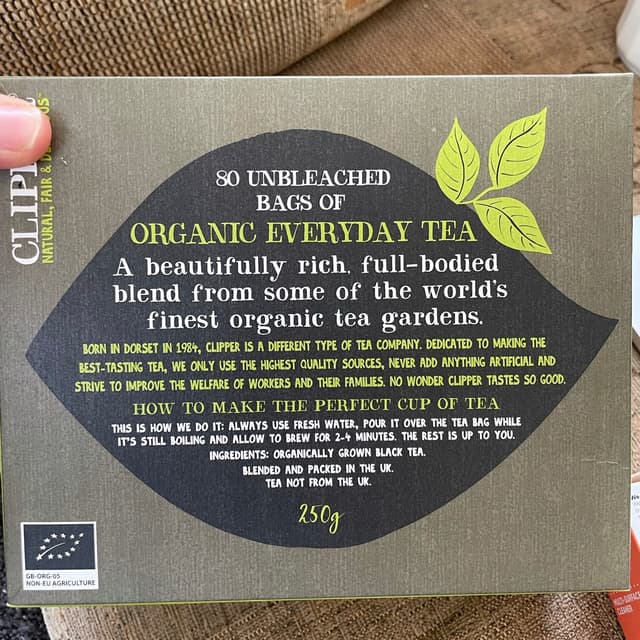 CLIPP
NATURAL, FAIR & D
80 UNBLEACHED
BAGS OF
ORGANIC EVERYDAY TEA
A beautifully rich, full-bodied
blend from some of the world's
finest organic tea gardens.
BORN IN DORSET IN 1984, CLIPPER IS A DIFFERENT TYPE OF TEA COMPANY. DEDICATED TO MAKING THE
BEST-TASTING TEA, WE ONLY USE THE HIGHEST QUALITY SOURCES, NEVER ADD ANYTHING ARTIFICIAL AND
STRIVE TO IMPROVE THE WELFARE OF WORKERS AND THEIR FAMILIES. NO WONDER CLIPPER TASTES SO GOOD.
HOW TO MAKE THE PERFECT CUP OF TEA
THIS IS HOW WE DO IT: ALWAYS USE FRESH WATER, POUR IT OVER THE TEA BAG WHILE
IT'S STILL BOILING AND ALLOW TO BREW FOR 2-4 MINUTES. THE REST IS UP TO YOU.
INGREDIENTS: ORGANICALLY GROWN BLACK TEA.
BLENDED AND PACKED IN THE UK.
TEA NOT FROM THE UK.
250g
GB-ORG-05
NON-EU AGRICULTURE
MULTI-SURFACE
CLEANER